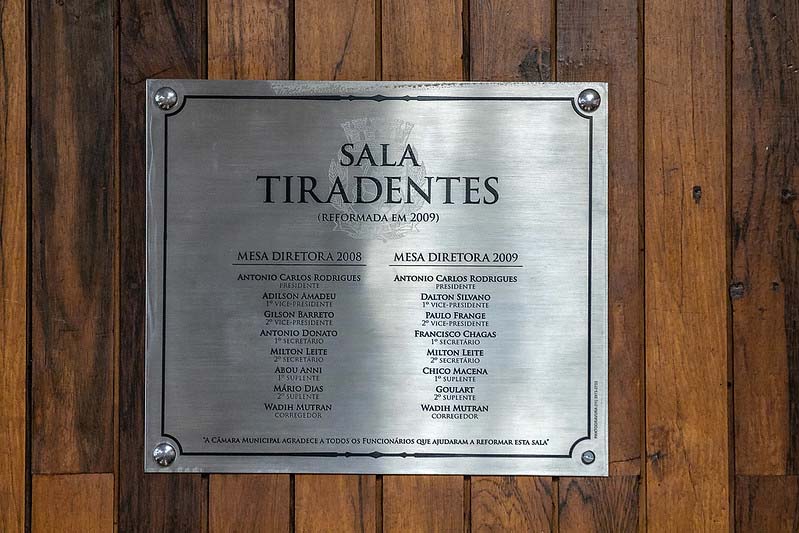 SALA
TIRADENTES
(REFORMADA EM 2009)
MESA DIRETORA 2008
ANTONIO CARLOS RODRIGUES
PRESIDENTE
ADILSON AMADEU
1º VICE-PRESIDENTE
GILSON BARRETO
2º VICE-PRESIDENTE
ANTONIO DONATO
1º SECRETÁRIO
MILTON LEITE
2º SECRETÁRIO
ABOU ANNI
1º SUPLENTE
MÁRIO DIAS
2º SUPLENTE
WADIH MUTRAN
CORREGEDOR
MESA DIRETORA 2009
ANTONIO CARLOS RODRIGUES
PRESIDENTE
DALTON SILVANO
1º VICE-PRESIDENTE
PAULO FRANGE
2º VICE-PRESIDENTE
FRANCISCO CHAGAS
1º SECRETÁRIO
MILTON LEITE
2º SECRETÁRIO
CHICO MACENA
1º SUPLENTE
GOULART
2º SUPLENTE
WADIH MUTRAN
CORREGEDOR
"A CÂMARA MUNICIPAL AGRADECE A TODOS OS FUNCIONÁRIOS QUE AJUDARAM A REFORMAR ESTA SALA"